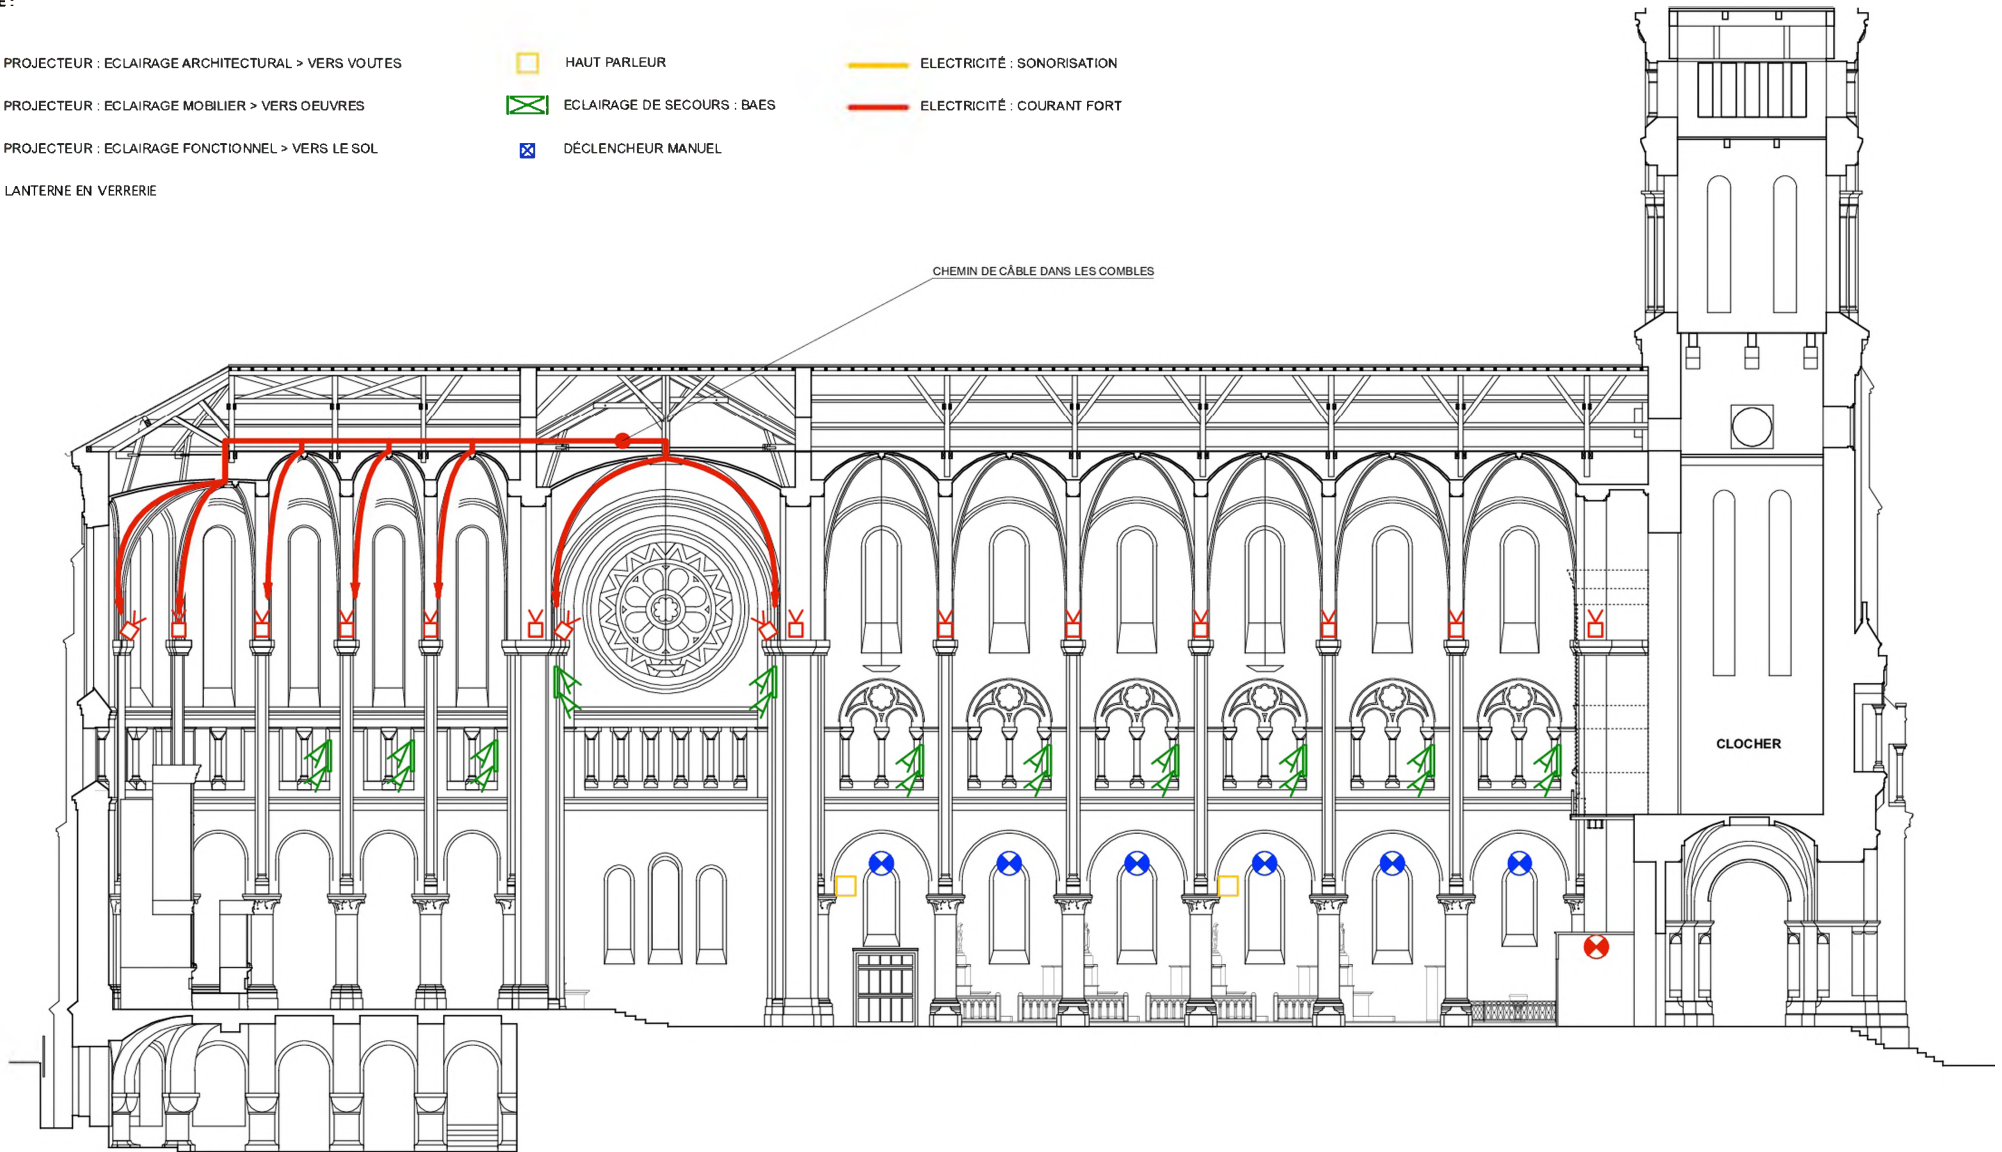 E :
PROJECTEUR : ECLAIRAGE ARCHITECTURAL > VERS VOUTES
PROJECTEUR : ECLAIRAGE MOBILIER > VERS OEUVRES
PROJECTEUR : ECLAIRAGE FONCTIONNEL > VERS LE SOL
LANTERNE EN VERRERIE
HAUT PARLEUR
ECLAIRAGE DE SECOURS : BAES
DÉCLENCHEUR MANUEL
ELECTRICITÉ : SONORISATION
ELECTRICITÉ : COURANT FORT
CHEMIN DE CÂBLE DANS LES COMBLES
CLOCHER